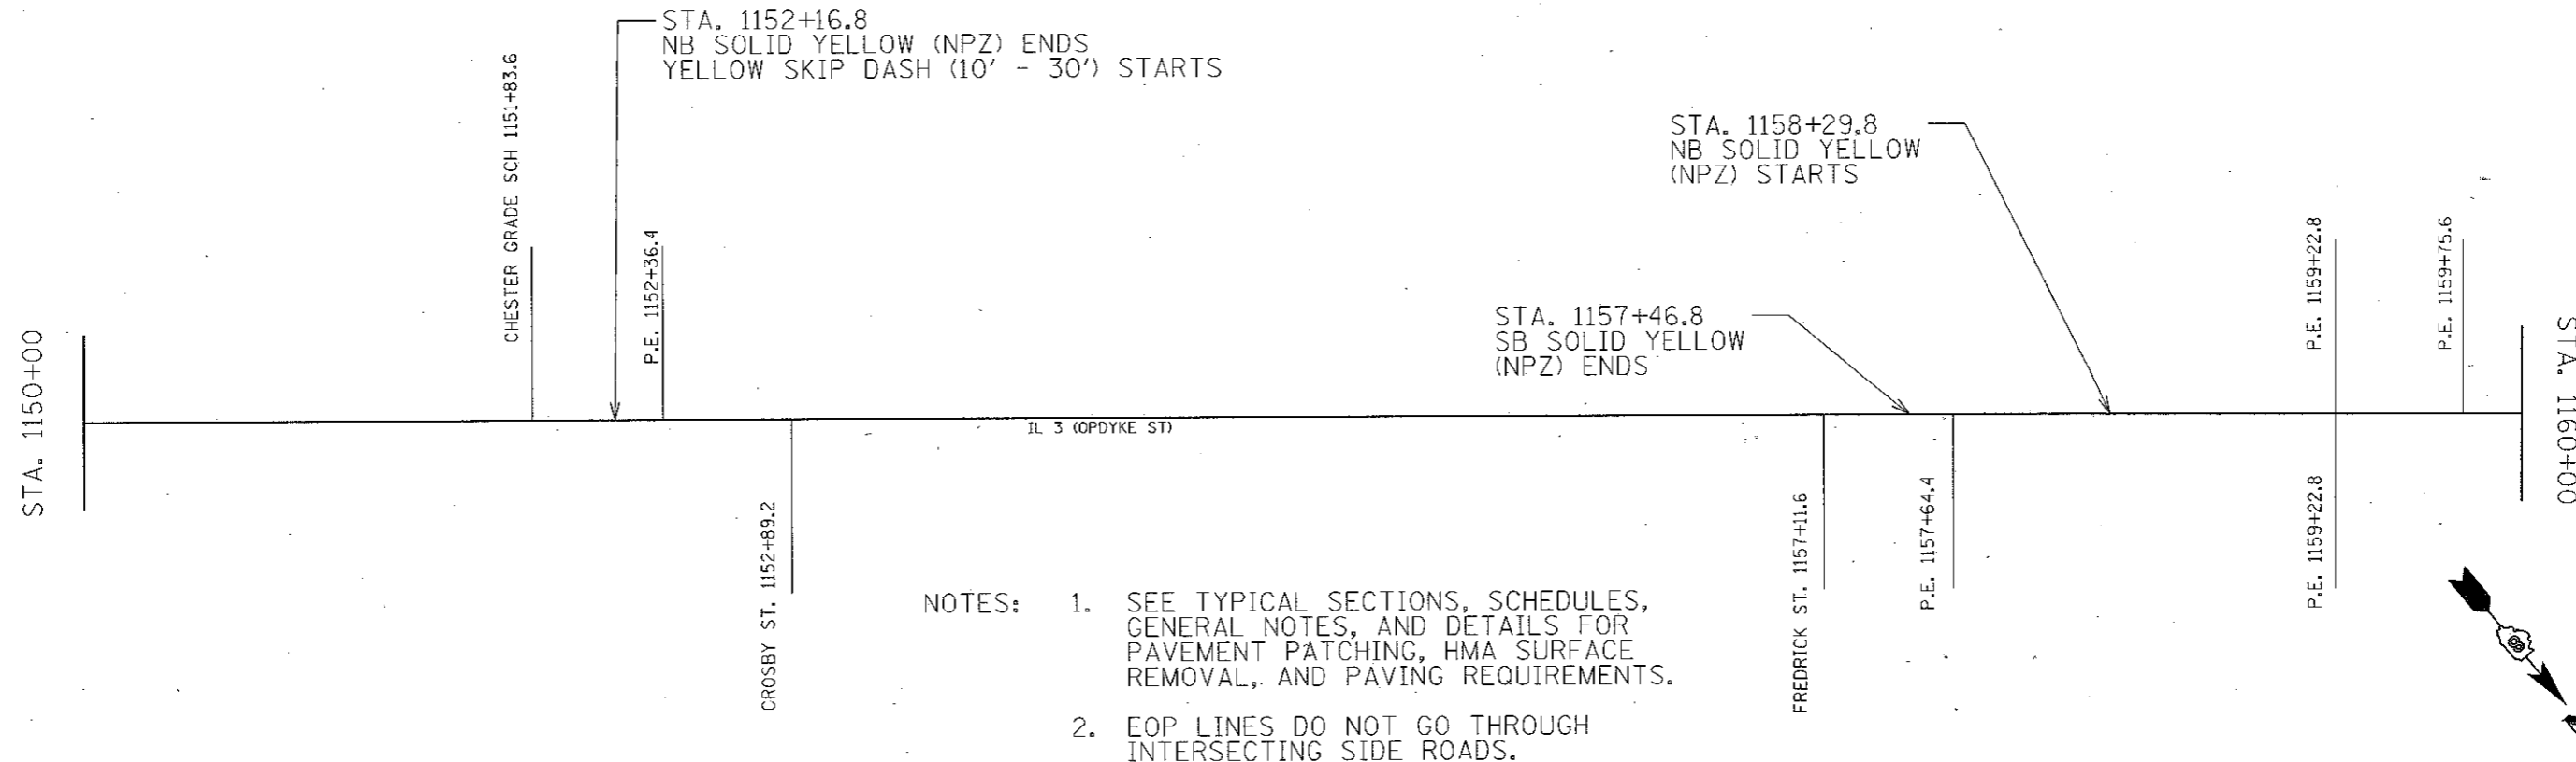 STA. 1152+16.8
NB SOLID YELLOW (NPZ) ENDS
YELLOW SKIP DASH (10' - 30') STARTS
CHESTER GRADE SCH 1151+83.6
P.E. 1152+36.4
STA. 1158+29.8
NB SOLID YELLOW
(NPZ) STARTS
STA. 1157+46.8
SB SOLID YELLOW
(NPZ) ENDS
P.E. 1159+22.8
P.E. 1159+75.6
STA. 1150+00
IL 3 (OPDYKE ST)
STA. 1160+00
CROSBY ST. 1152+89.2
FREDRICK ST. 1157+11.6
P.E. 1157+64.4
P.E. 1159+22.8
NOTES: 1. SEE TYPICAL SECTIONS, SCHEDULES,
GENERAL NOTES, AND DETAILS FOR
PAVEMENT PATCHING, HMA SURFACE
REMOVAL, AND PAVING REQUIREMENTS.
2. EOP LINES DO NOT GO THROUGH
INTERSECTING SIDE ROADS.